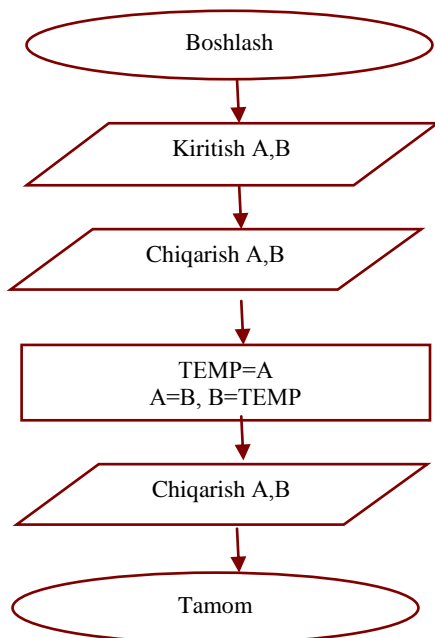 Boshlash
Kiritish A,B
Chiqarish A,B
TEMP=A
A=B, B=TEMP
Chiqarish A,B
Tamom